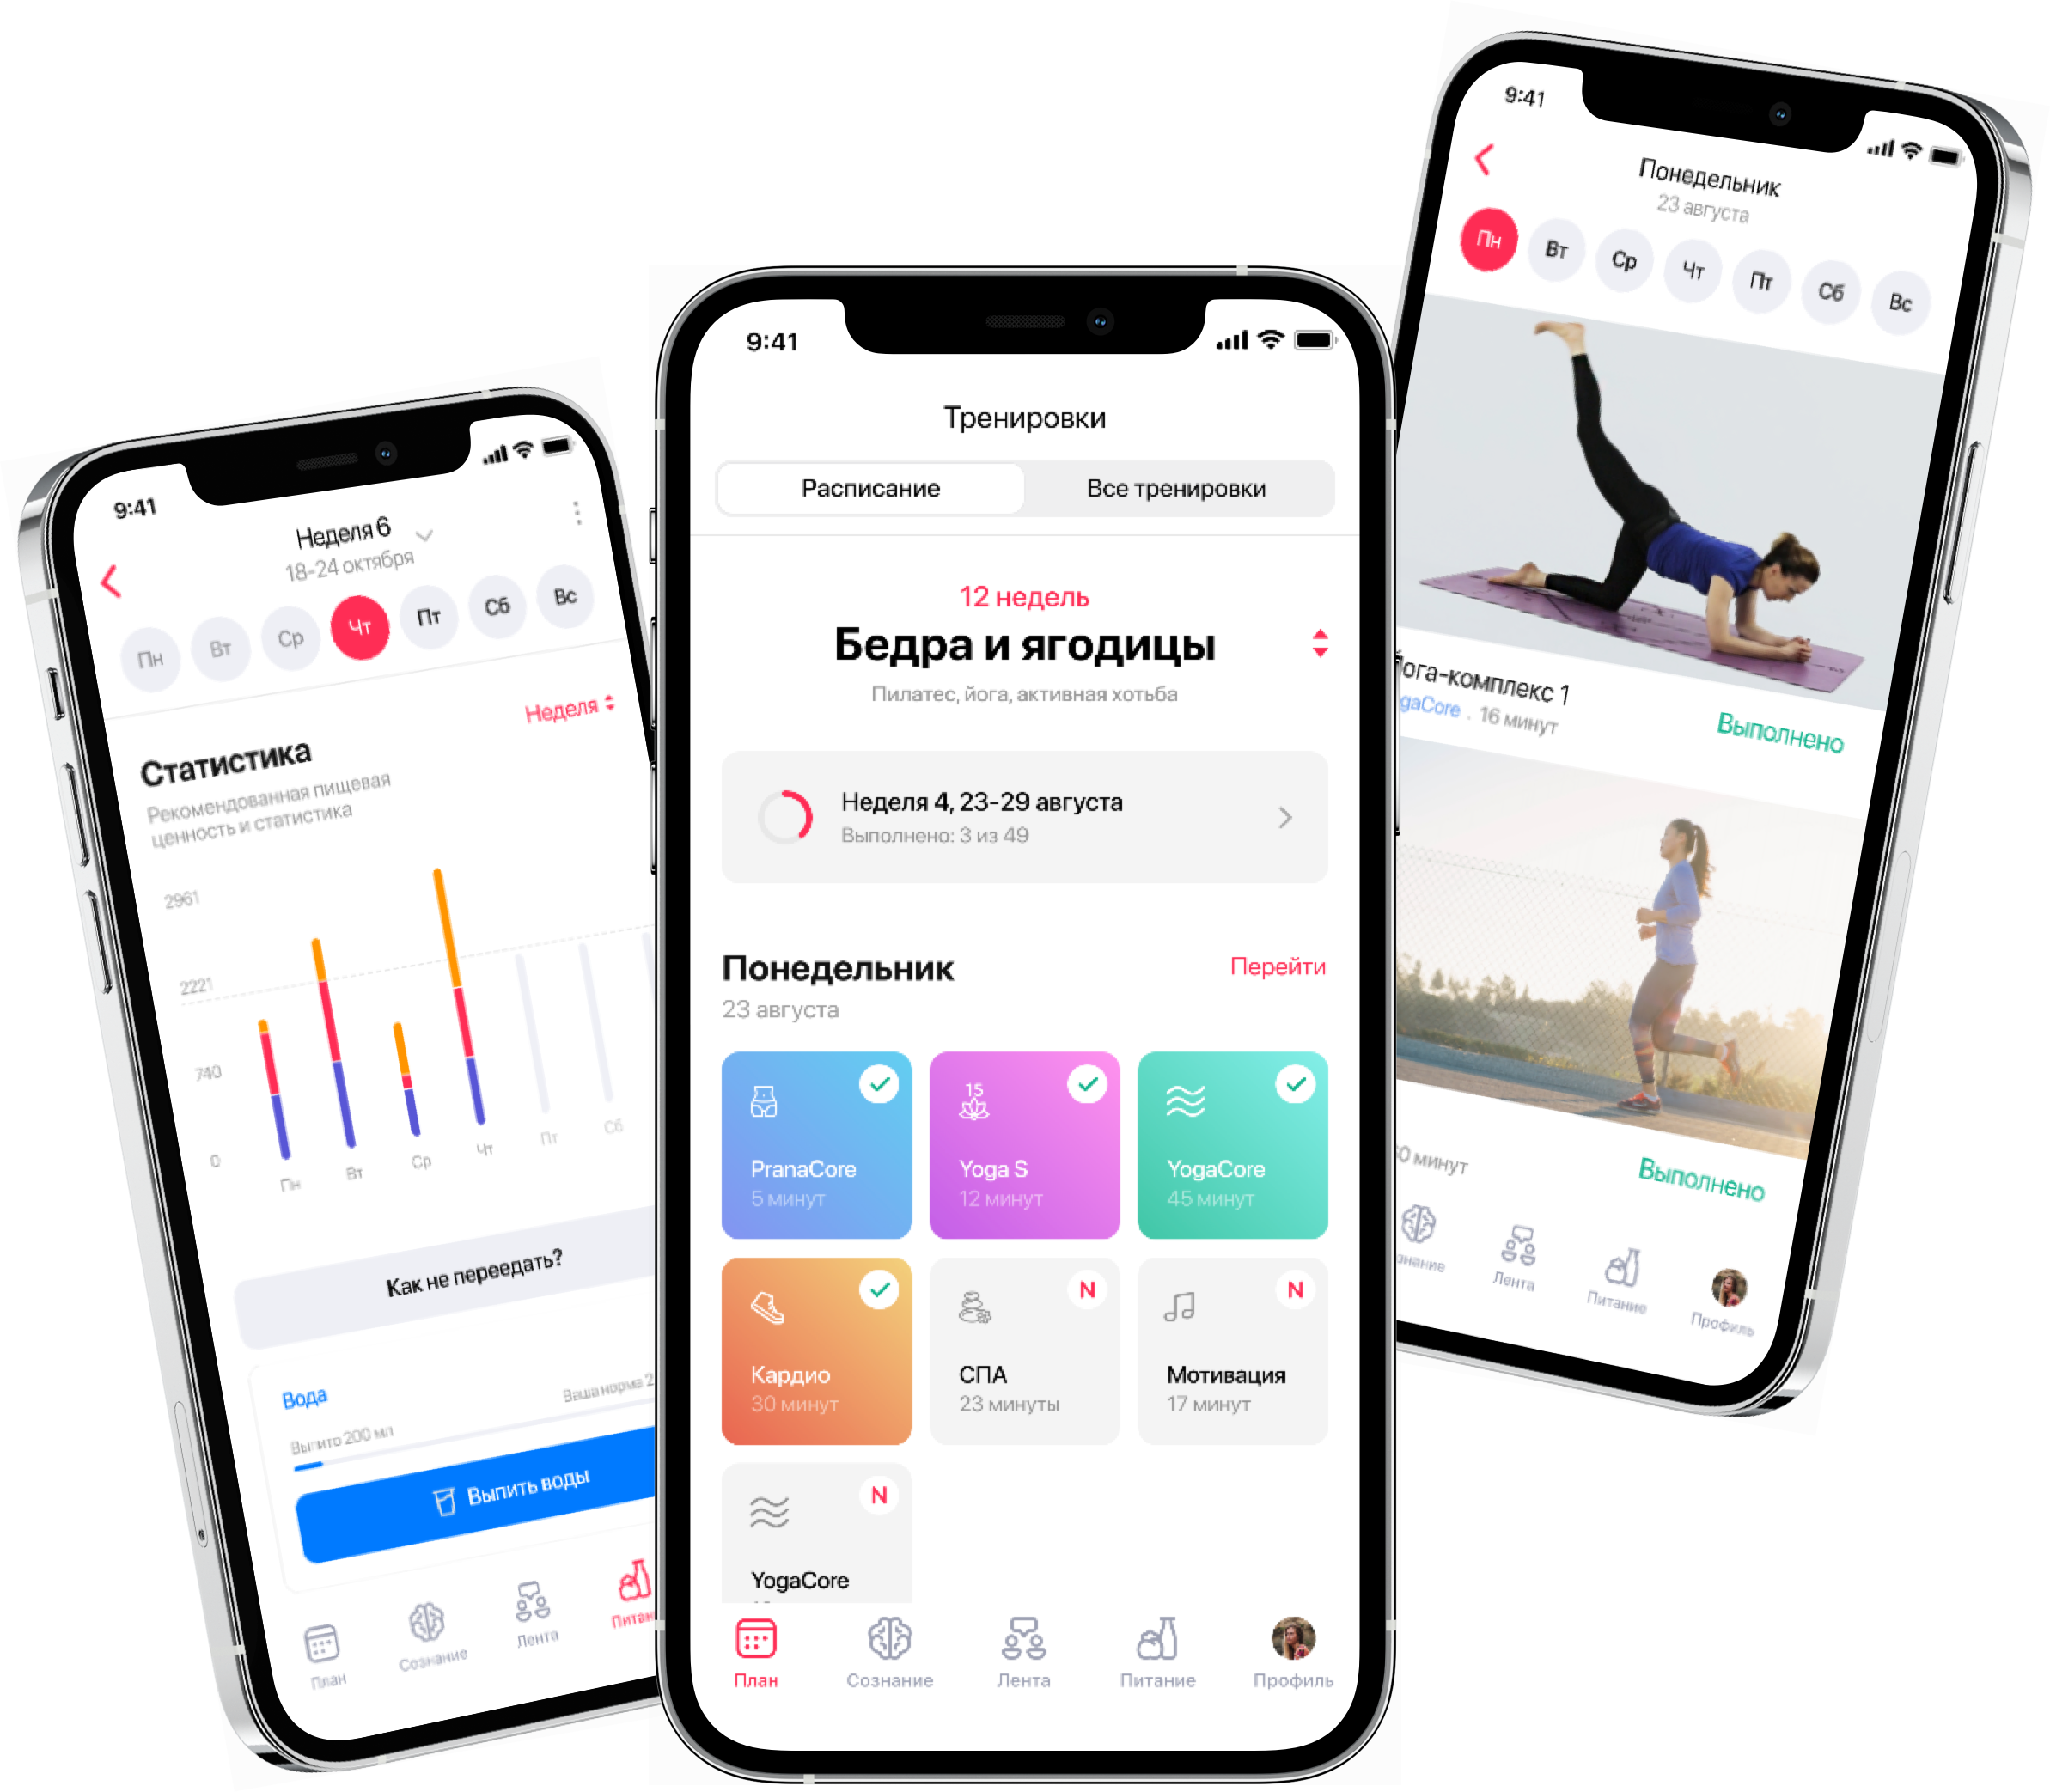 9:41
Неделя 6
18-24 октября
Пн Вт Ср Чт Пт Сб Вс
Неделя
Статистика
Рекомендованная пищевая
ценность и статистика
2961
2221
740
0
Пн Вт Ср Чт Пт Сб
Как не переедать?
Вода
Выпито 200 мл Ваша норма 2
Выпить воды
План Сознание Лента Питан
9:41
Тренировки
Расписание Все тренировки
12 недель
Бедра и ягодицы
Пилатес, йога, активная хотьба
Неделя 4, 23-29 августа
Выполнено: 3 из 49
Понедельник Перейти
23 августа
15
PranaCore Yoga S YogaCore
5 минут 12 минут 45 минут
N N
Кардио СПА Мотивация
30 минут 23 минуты 17 минут
N
YogaCore
План Сознание Лента Питание Профиль
9:41
Понедельник
23 августа
Пн Вт Ср Чт Пт Сб Вс
йога-комплекс 1
gaCore . 16 минут Выполнено
0 минут Выполнено
знание Лента Питание Профиль